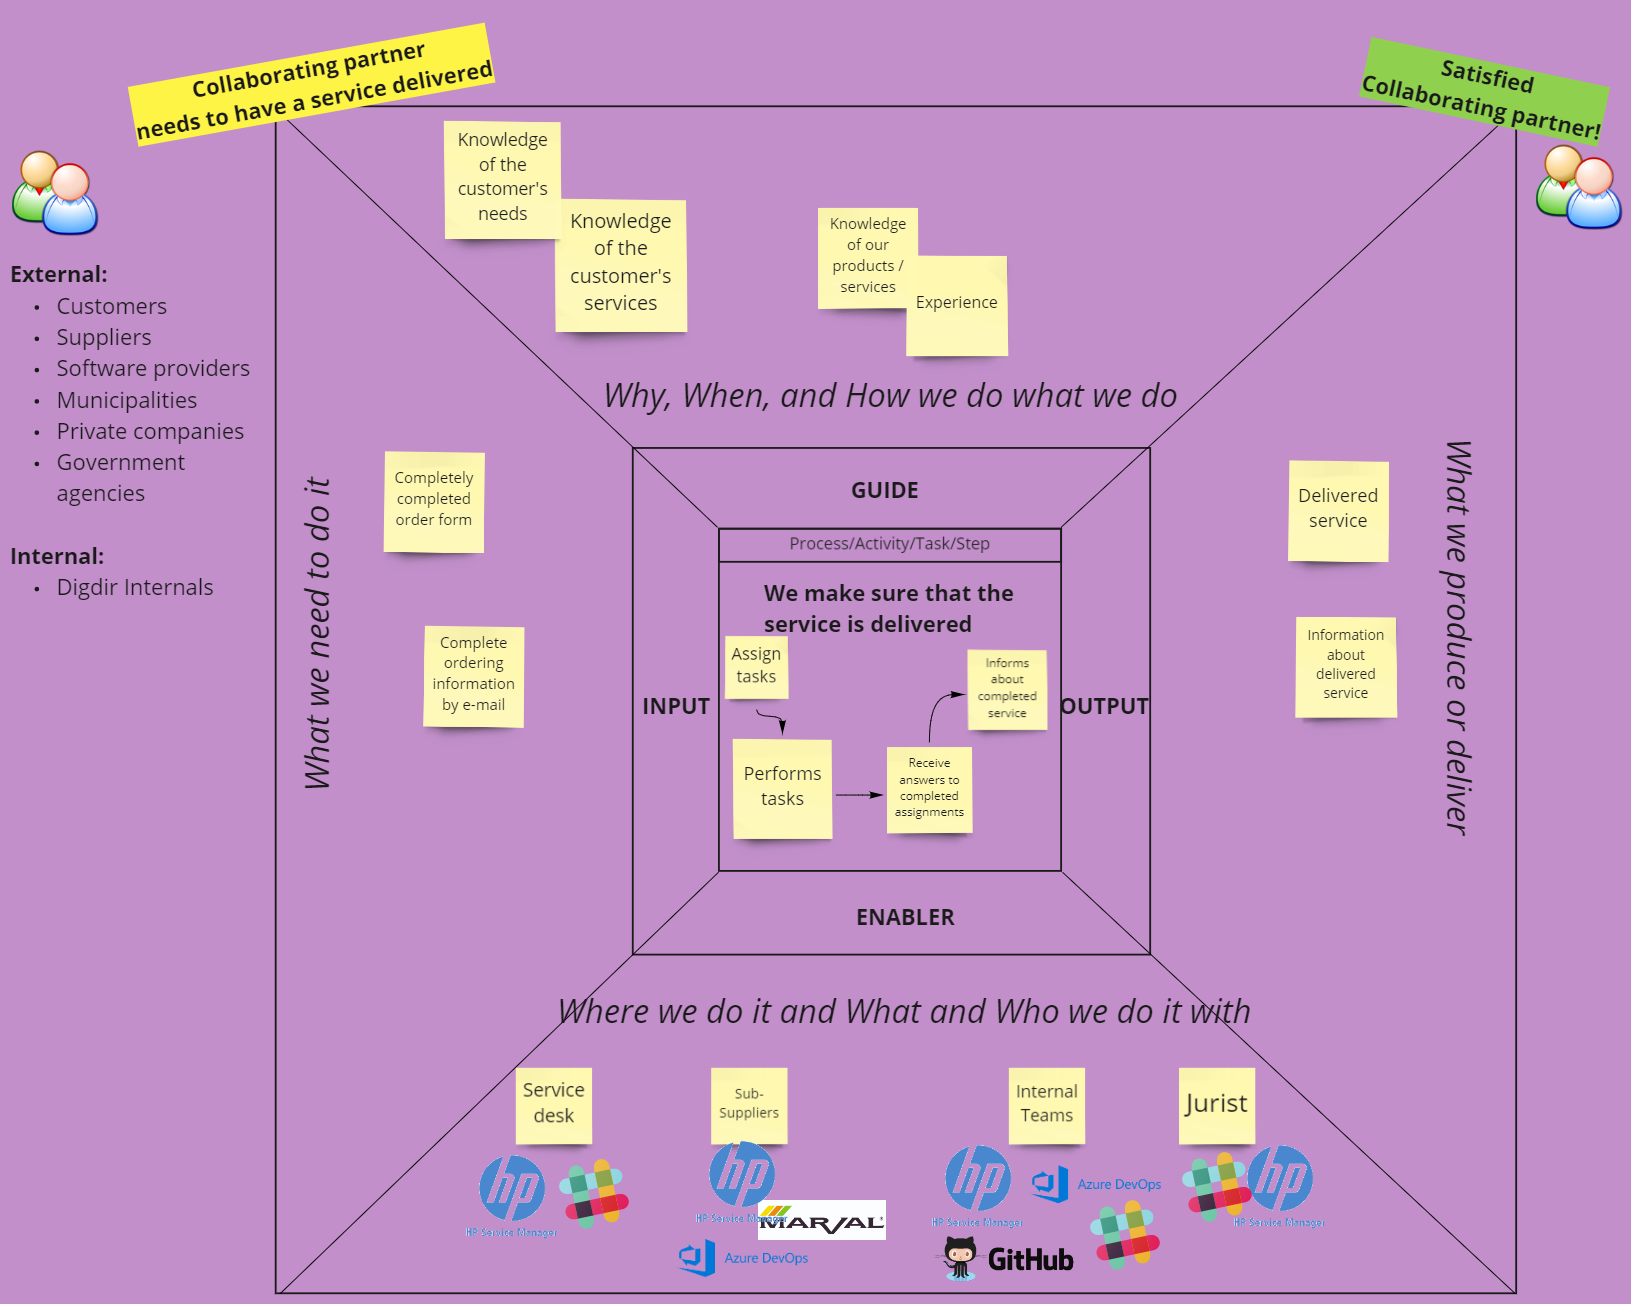 Collaborating partner
needs to have a service delivered
Satisfied
Collaborating partner!
External:
• Customers
• Suppliers
• Software providers
• Municipalities
• Private companies
• Government
agencies
Internal:
• Digdir Internals
Knowledge
of the
customer's
needs
Knowledge
of the
customer's
services
Knowledge
of our
products /
services
Experience
Why, When, and How we do what we do
What we need to do it
Completely
completed
order form
Complete
ordering
information
by e-mail
GUIDE
INPUT
Process/Activity/Task/Step
We make sure that the
service is delivered
Assign
tasks
Performs
tasks
Receive
answers to
completed
assignments
Informs
about
completed
service
OUTPUT
ENABLER
Delivered
service
Information
about
delivered
service
What we produce or deliver
Where we do it and What and Who we do it with
Service
desk
hp
HP Service Manager
Sub-
Suppliers
hp
HP Service Manager
MARVAL
Azure DevOps
Internal
Teams
hp
HP Service Manager
Azure DevOps
GitHub
Jurist
hp
HP Service Manager